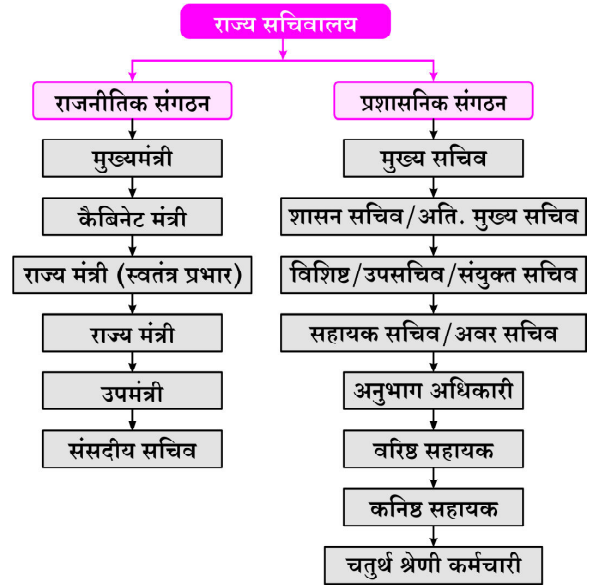 राज्य सचिवालय
राजनीतिक संगठन
मुख्यमंत्री
कैबिनेट मंत्री
राज्य मंत्री (स्वतंत्र प्रभार)
राज्य मंत्री
उपमंत्री
संसदीय सचिव
प्रशासनिक संगठन
मुख्य सचिव
शासन सचिव/अति. मुख्य सचिव
विशिष्ट/उपसचिव/संयुक्त सचिव
सहायक सचिव/अवर सचिव
अनुभाग अधिकारी
वरिष्ठ सहायक
कनिष्ठ सहायक
चतुर्थ श्रेणी कर्मचारी